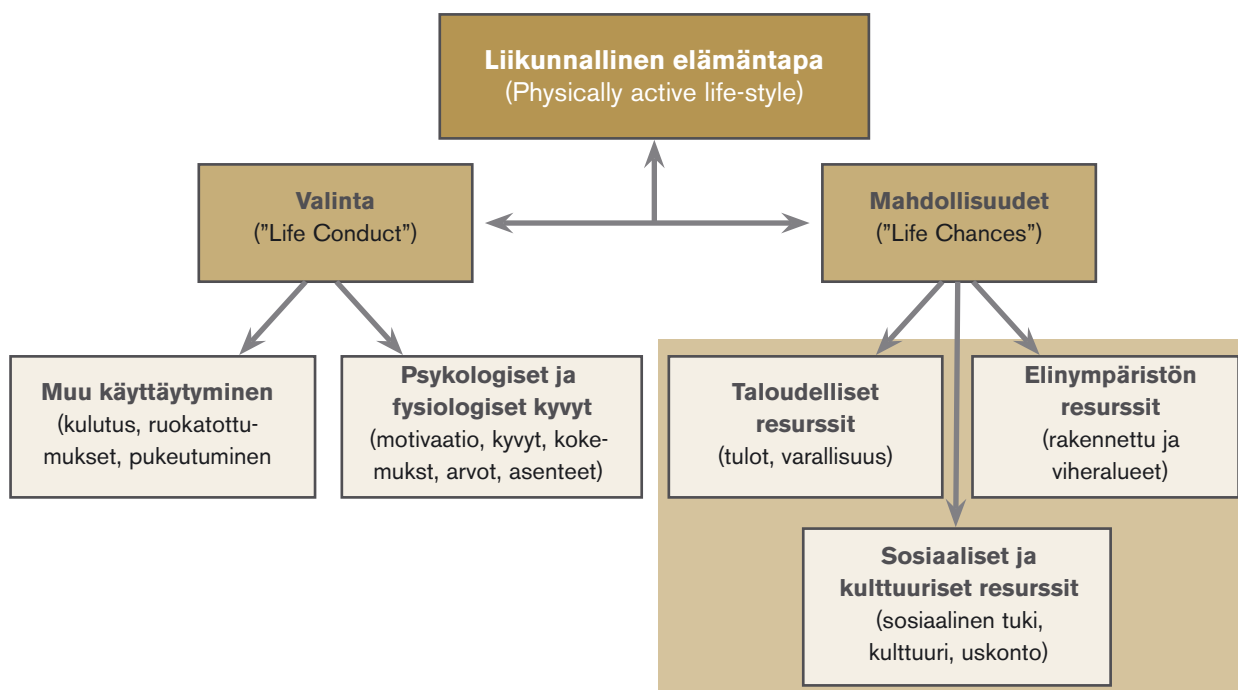 Liikunnallinen elämäntapa
(Physically active life-style)
Valinta
(”Life Conduct”)
Mahdollisuudet
(”Life Chances”)
Muu käyttäytyminen
(kulutus, ruokatottu-
mukset, pukeutuminen
Psykologiset ja
fysiologiset kyvyt
(motivaatio, kyvyt, koke-
mukst, arvot, asenteet)
Taloudelliset
resurssit
(tulot, varallisuus)
Elinympäristön
resurssit
(rakennettu ja
viheralueet)
Sosiaaliset ja
kulttuuriset resurssit
(sosiaalinen tuki,
kulttuuri, uskonto)